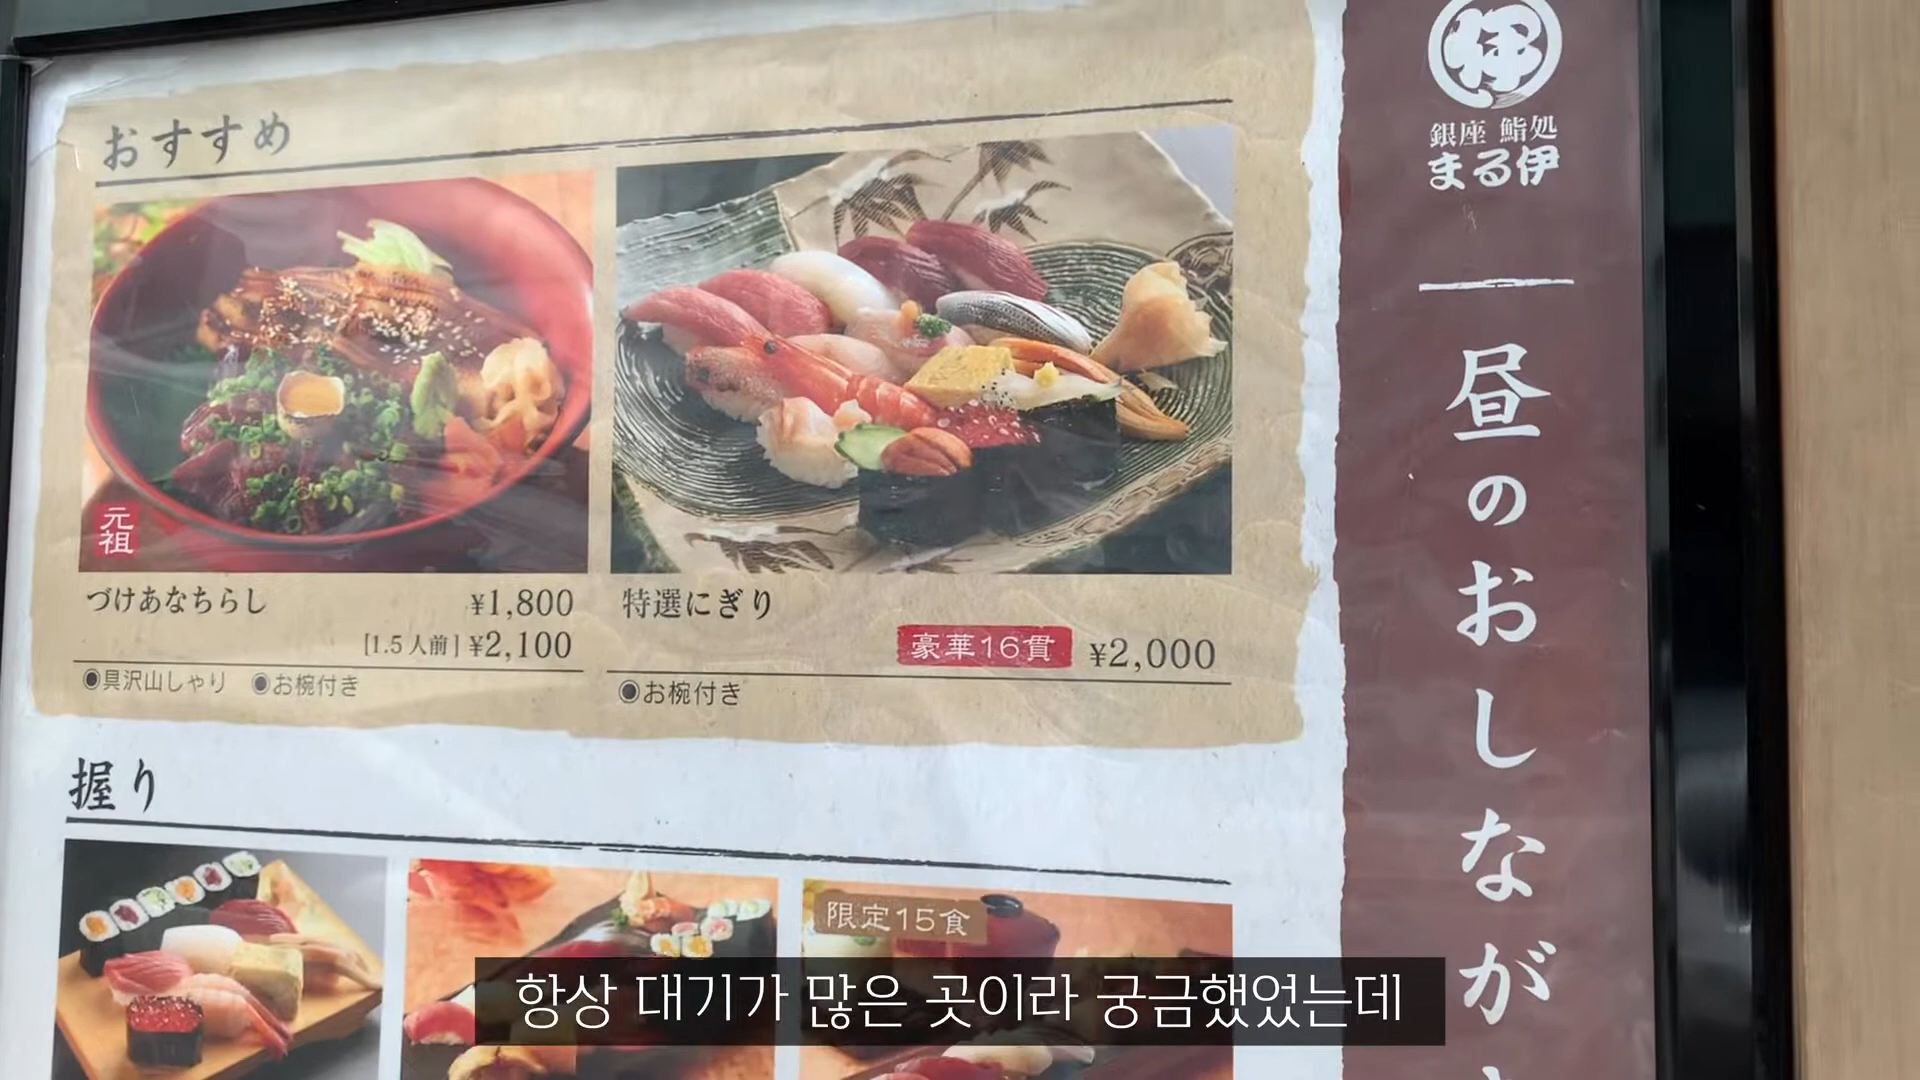 おすすめ
元祖
づけあなちらし ¥1,800
[1.5人前] ¥2,100
◉具沢山しゃり ◉お椀付き
特選にぎり
豪華16貫 ¥2,000
◉お椀付き
握り
限定15食
伊
銀座 鮨処
まる伊
昼のおしなが
항상 대기가 많은 곳이라 궁금했었는데